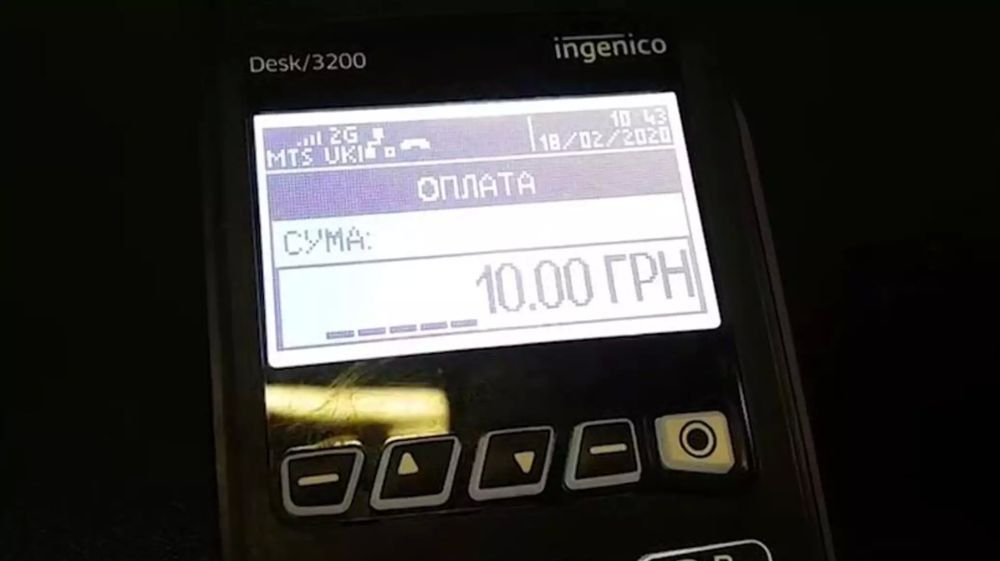 Desk/3200
ingenico
2G 10 43
MTS UKR 18/02/2020
ОПЛАТА
СУМА:
10.00 ГРН